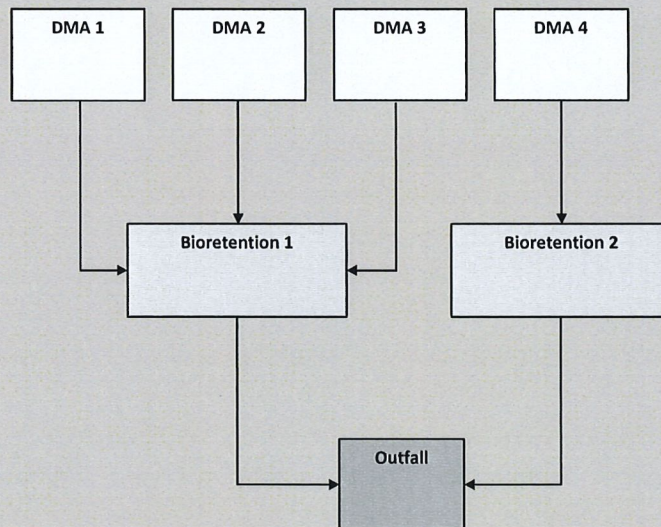 DMA 1
DMA 2
DMA 3
DMA 4
Bioretention 1
Bioretention 2
Outfall